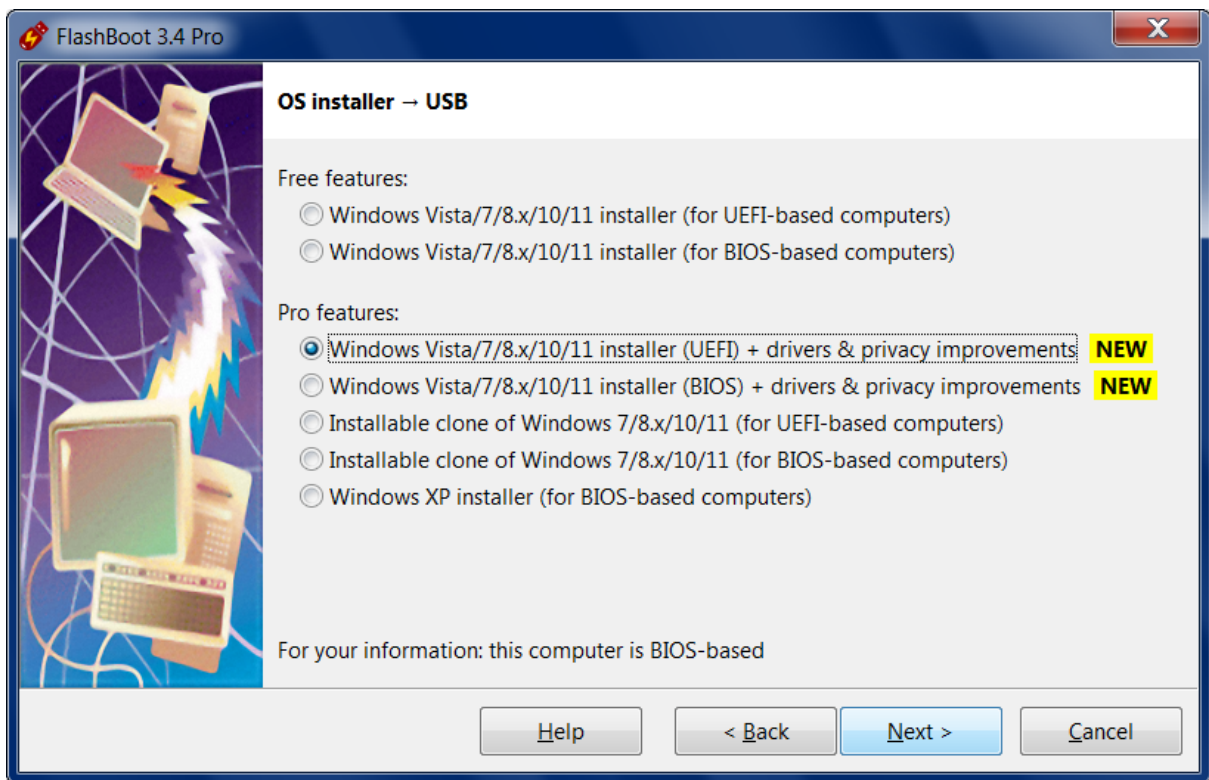 FlashBoot 3.4 Pro
X
OS installer → USB
Free features:
Windows Vista/7/8.x/10/11 installer (for UEFI-based computers)
Windows Vista/7/8.x/10/11 installer (for BIOS-based computers)
Pro features:
Windows Vista/7/8.x/10/11 installer (UEFI) + drivers & privacy improvements NEW
Windows Vista/7/8.x/10/11 installer (BIOS) + drivers & privacy improvements NEW
Installable clone of Windows 7/8.x/10/11 (for UEFI-based computers)
Installable clone of Windows 7/8.x/10/11 (for BIOS-based computers)
Windows XP installer (for BIOS-based computers)
For your information: this computer is BIOS-based
Help < Back Next > Cancel